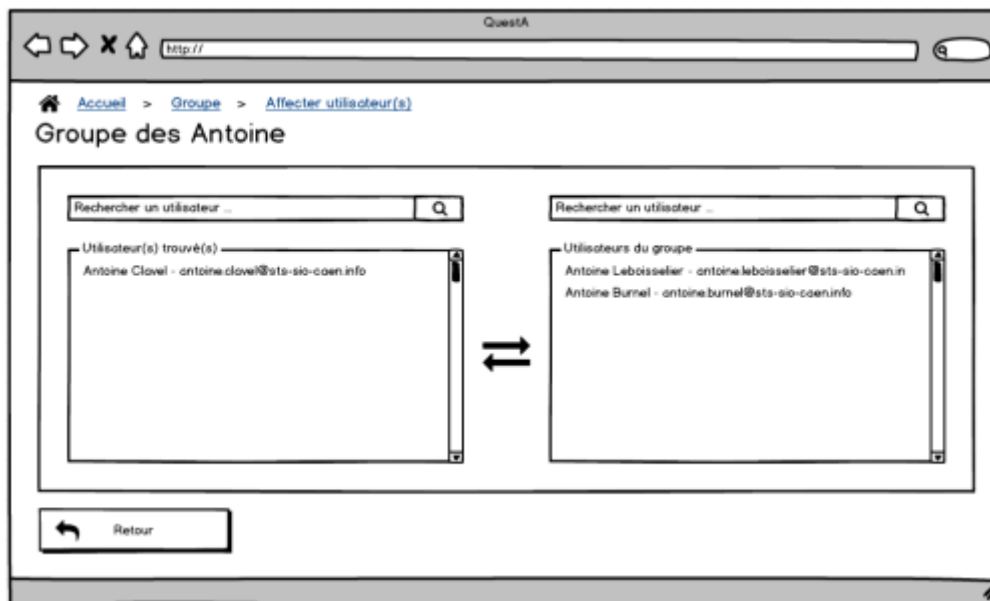 QuestA
http://
Accueil > Groupe > Affecter utilisateur(s)
Groupe des Antoine
Rechercher un utilisateur ...
Rechercher un utilisateur ...
Utilisateur(s) trouvé(s)
Antoine Clavel - antoine.clavel@sts-sio-caen.info
Utilisateurs du groupe
Antoine Leboisselier - antoine.leboisselier@sts-sio-caen.in
Antoine Burnel - antoine.burnel@sts-sio-caen.info
Retour